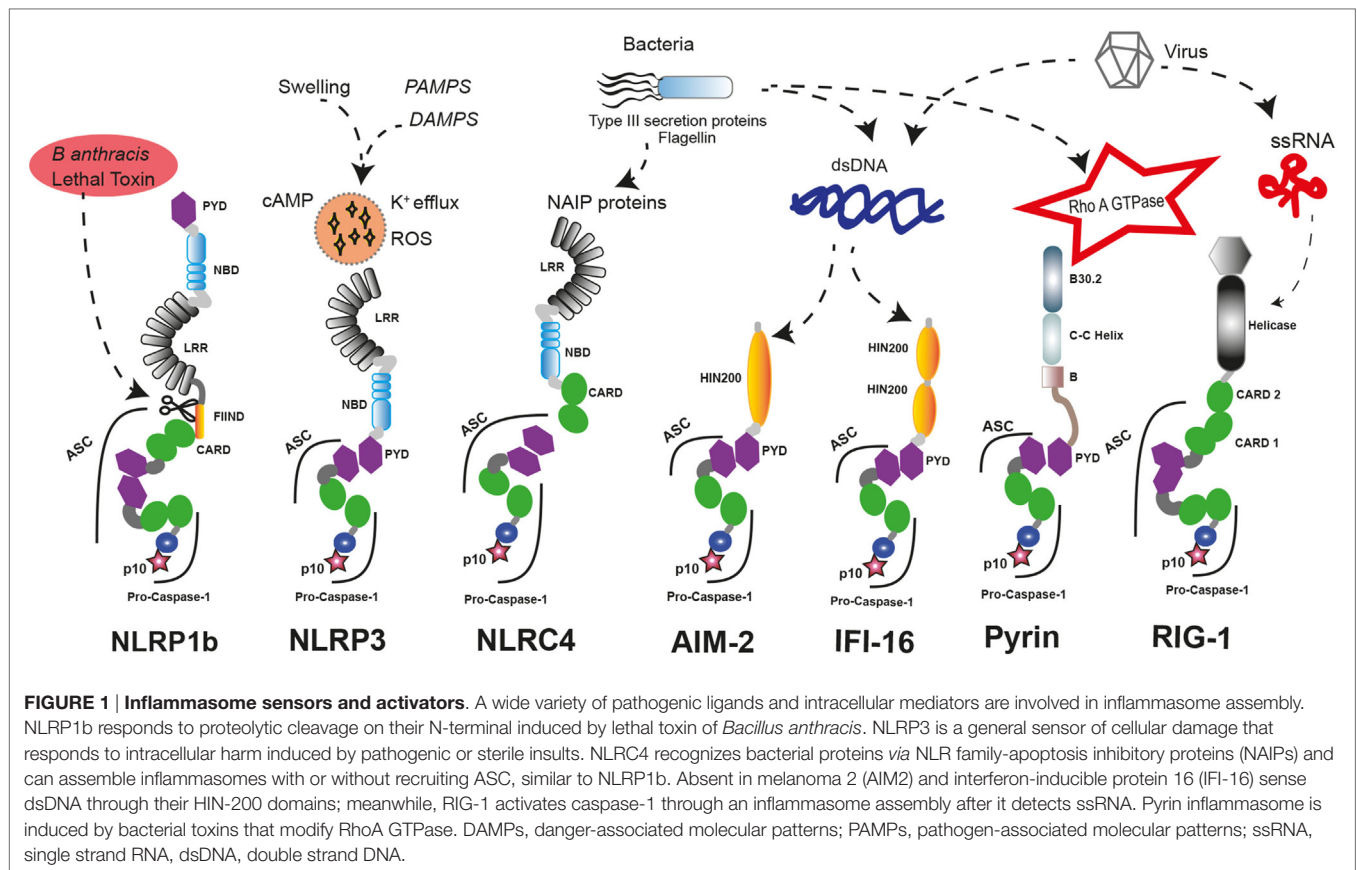 Bacteria
Virus
Swelling
PAMPS
DAMPS
Type III secretion proteins
Flagellin
ssRNA
B anthracis
Lethal Toxin
dsDNA
cAMP
K+ efflux
ROS
NAIP proteins
Rho A GTPase
PYD
NBD
LRR
FIIND
CARD
ASC
p10
Pro-Caspase-1
LRR
NBD
PYD
ASC
p10
Pro-Caspase-1
LRR
NBD
CARD
ASC
p10
Pro-Caspase-1
HIN200
PYD
ASC
p10
Pro-Caspase-1
HIN200
HIN200
PYD
ASC
p10
Pro-Caspase-1
B30.2
C-C Helix
B
PYD
ASC
p10
Pro-Caspase-1
Helicase
CARD 2
CARD 1
ASC
p10
Pro-Caspase-1
NLRP1b
NLRP3
NLRC4
AIM-2
IFI-16
Pyrin
RIG-1
FIGURE 1 | Inflammasome sensors and activators. A wide variety of pathogenic ligands and intracellular mediators are involved in inflammasome assembly.
NLRP1b responds to proteolytic cleavage on their N-terminal induced by lethal toxin of Bacillus anthracis. NLRP3 is a general sensor of cellular damage that
responds to intracellular harm induced by pathogenic or sterile insults. NLRC4 recognizes bacterial proteins via NLR family-apoptosis inhibitory proteins (NAIPs) and
can assemble inflammasomes with or without recruiting ASC, similar to NLRP1b. Absent in melanoma 2 (AIM2) and interferon-inducible protein 16 (IFI-16) sense
dsDNA through their HIN-200 domains; meanwhile, RIG-1 activates caspase-1 through an inflammasome assembly after it detects ssRNA. Pyrin inflammasome is
induced by bacterial toxins that modify RhoA GTPase. DAMPs, danger-associated molecular patterns; PAMPs, pathogen-associated molecular patterns; ssRNA,
single strand RNA, dsDNA, double strand DNA.